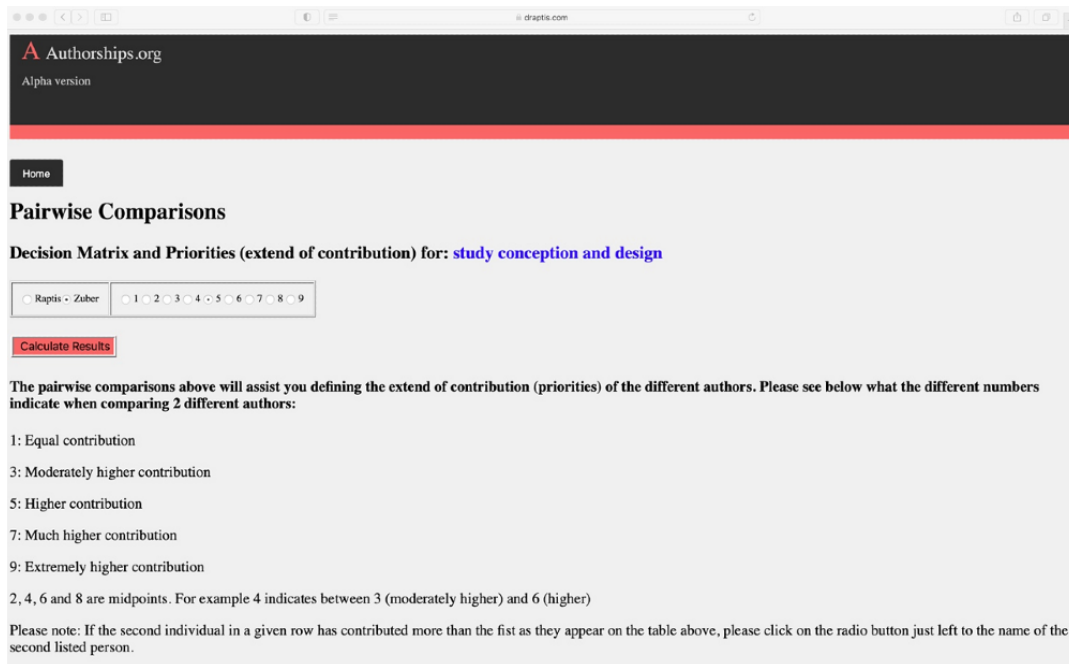 draptis.com
A Authorships.org
Alpha version
Home
Pairwise Comparisons
Decision Matrix and Priorities (extend of contribution) for: study conception and design
Raptis Zuber 1 2 3 4 5 6 7 8 9
Calculate Results
The pairwise comparisons above will assist you defining the extend of contribution (priorities) of the different authors. Please see below what the different numbers
indicate when comparing 2 different authors:
1: Equal contribution
3: Moderately higher contribution
5: Higher contribution
7: Much higher contribution
9: Extremely higher contribution
2, 4, 6 and 8 are midpoints. For example 4 indicates between 3 (moderately higher) and 6 (higher)
Please note: If the second individual in a given row has contributed more than the fist as they appear on the table above, please click on the radio button just left to the name of the
second listed person.